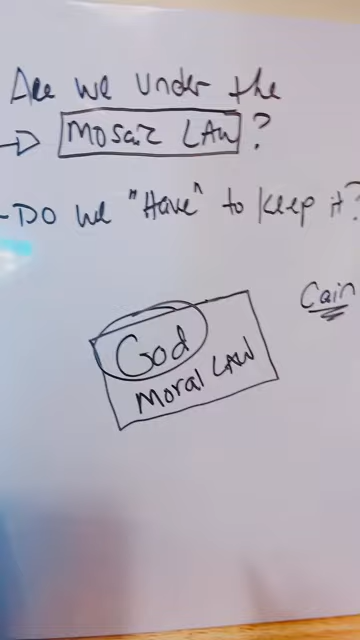 Are we under the
→ Mosaic LAW ?
- DO we "Have" to keep it?
Cain
God
Moral LAW